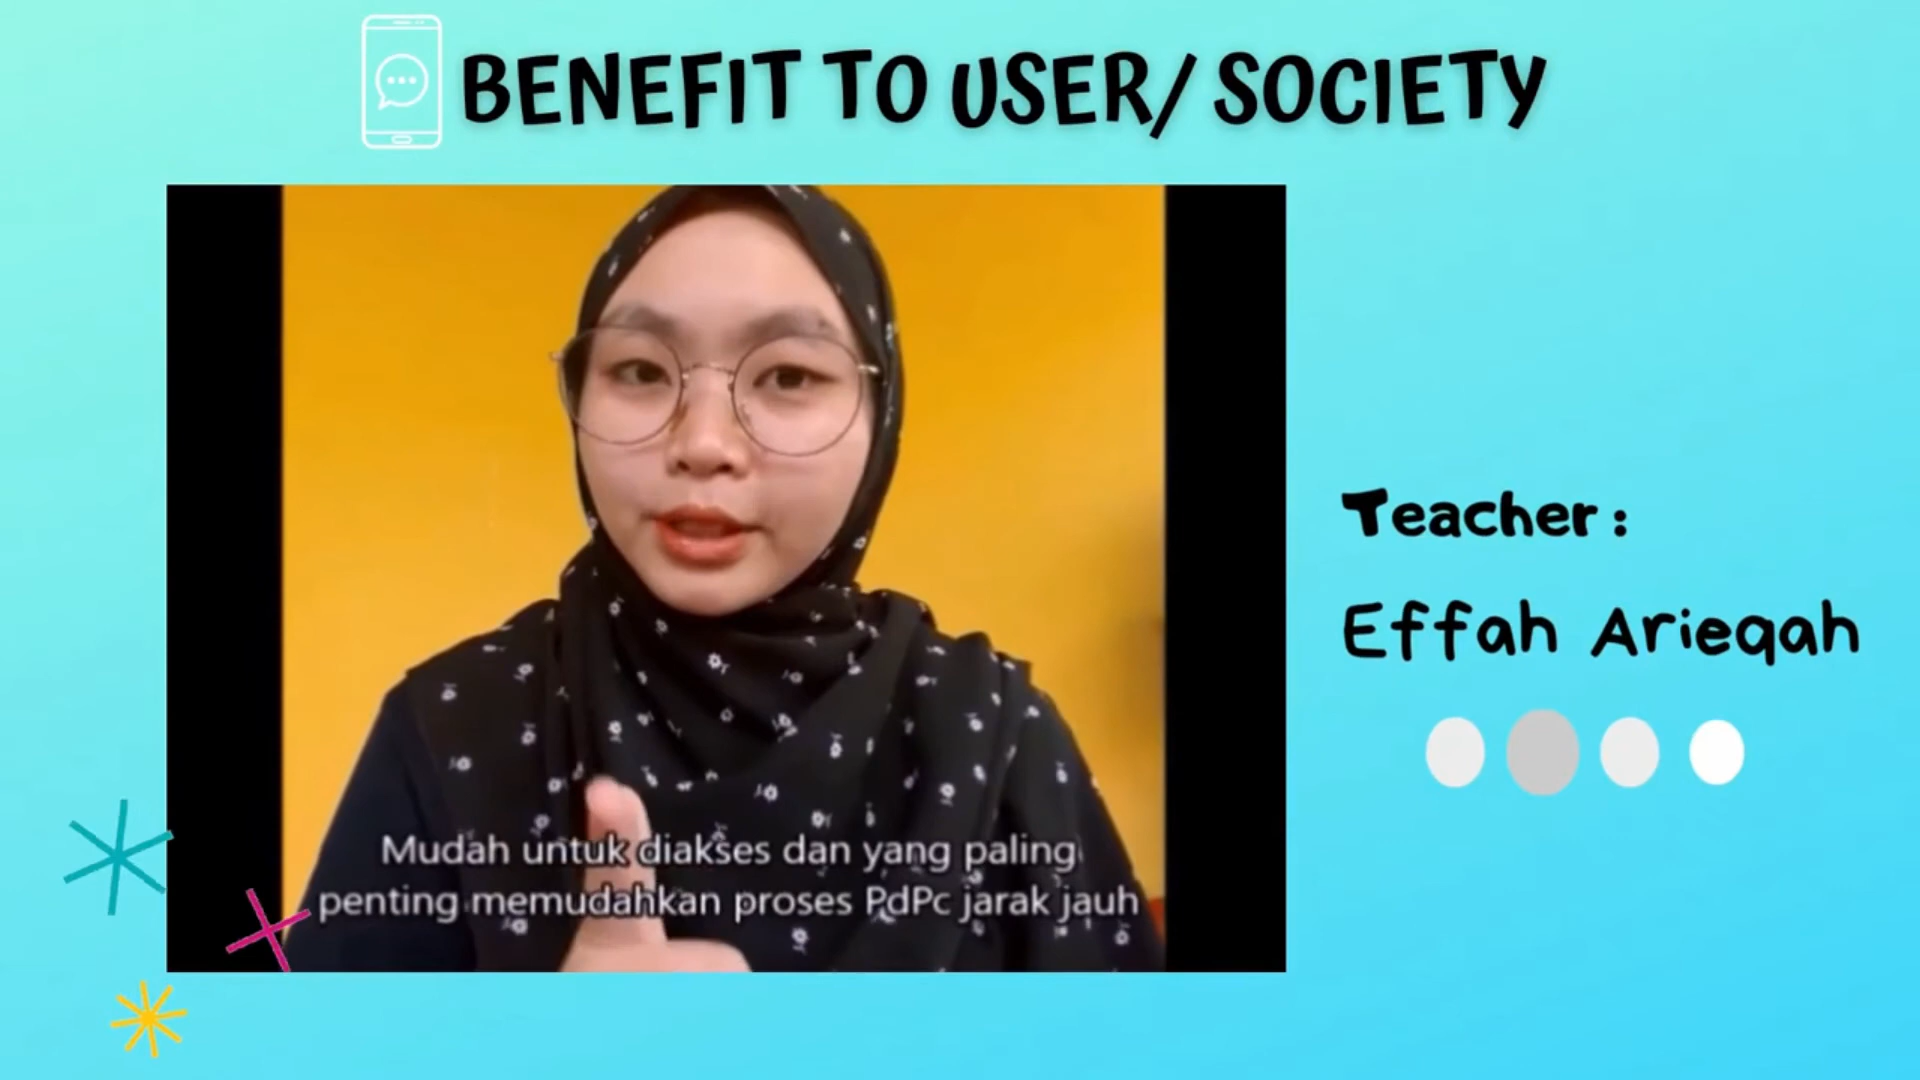 BENEFIT TO USER/ SOCIETY
Teacher :
Effah Arieqah
Mudah untuk diakses dan yang paling
penting memudahkan proses PdPc jarak jauh